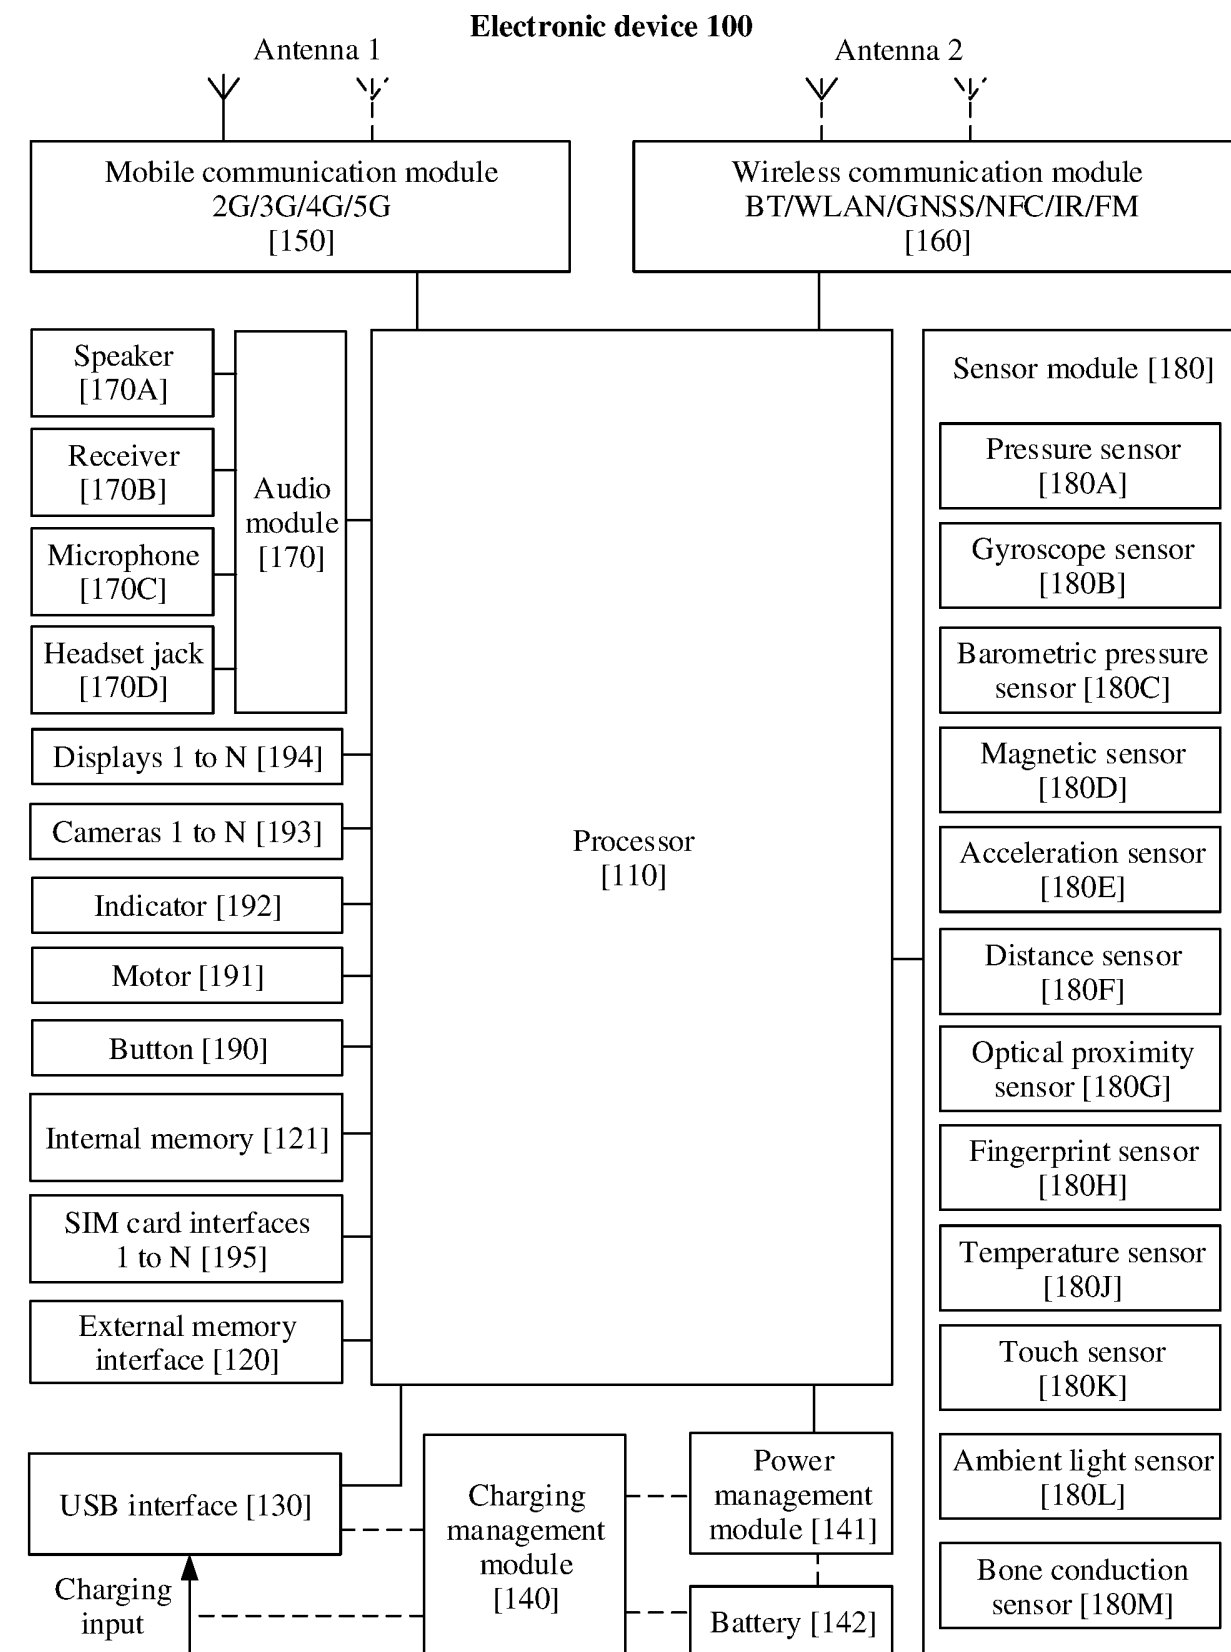 Electronic device 100
Antenna 1
Antenna 2
Mobile communication module
2G/3G/4G/5G
[150]
Wireless communication module
BT/WLAN/GNSS/NFC/IR/FM
[160]
Speaker
[170A]
Receiver
[170B]
Microphone
[170C]
Headset jack
[170D]
Audio
module
[170]
Displays 1 to N [194]
Cameras 1 to N [193]
Indicator [192]
Motor [191]
Button [190]
Internal memory [121]
SIM card interfaces
1 to N [195]
External memory
interface [120]
Processor
[110]
Sensor module [180]
Pressure sensor
[180A]
Gyroscope sensor
[180B]
Barometric pressure
sensor [180C]
Magnetic sensor
[180D]
Acceleration sensor
[180E]
Distance sensor
[180F]
Optical proximity
sensor [180G]
Fingerprint sensor
[180H]
Temperature sensor
[180J]
Touch sensor
[180K]
Ambient light sensor
[180L]
Bone conduction
sensor [180M]
USB interface [130]
Charging
input
Charging
management
module
[140]
Power
management
module [141]
Battery [142]